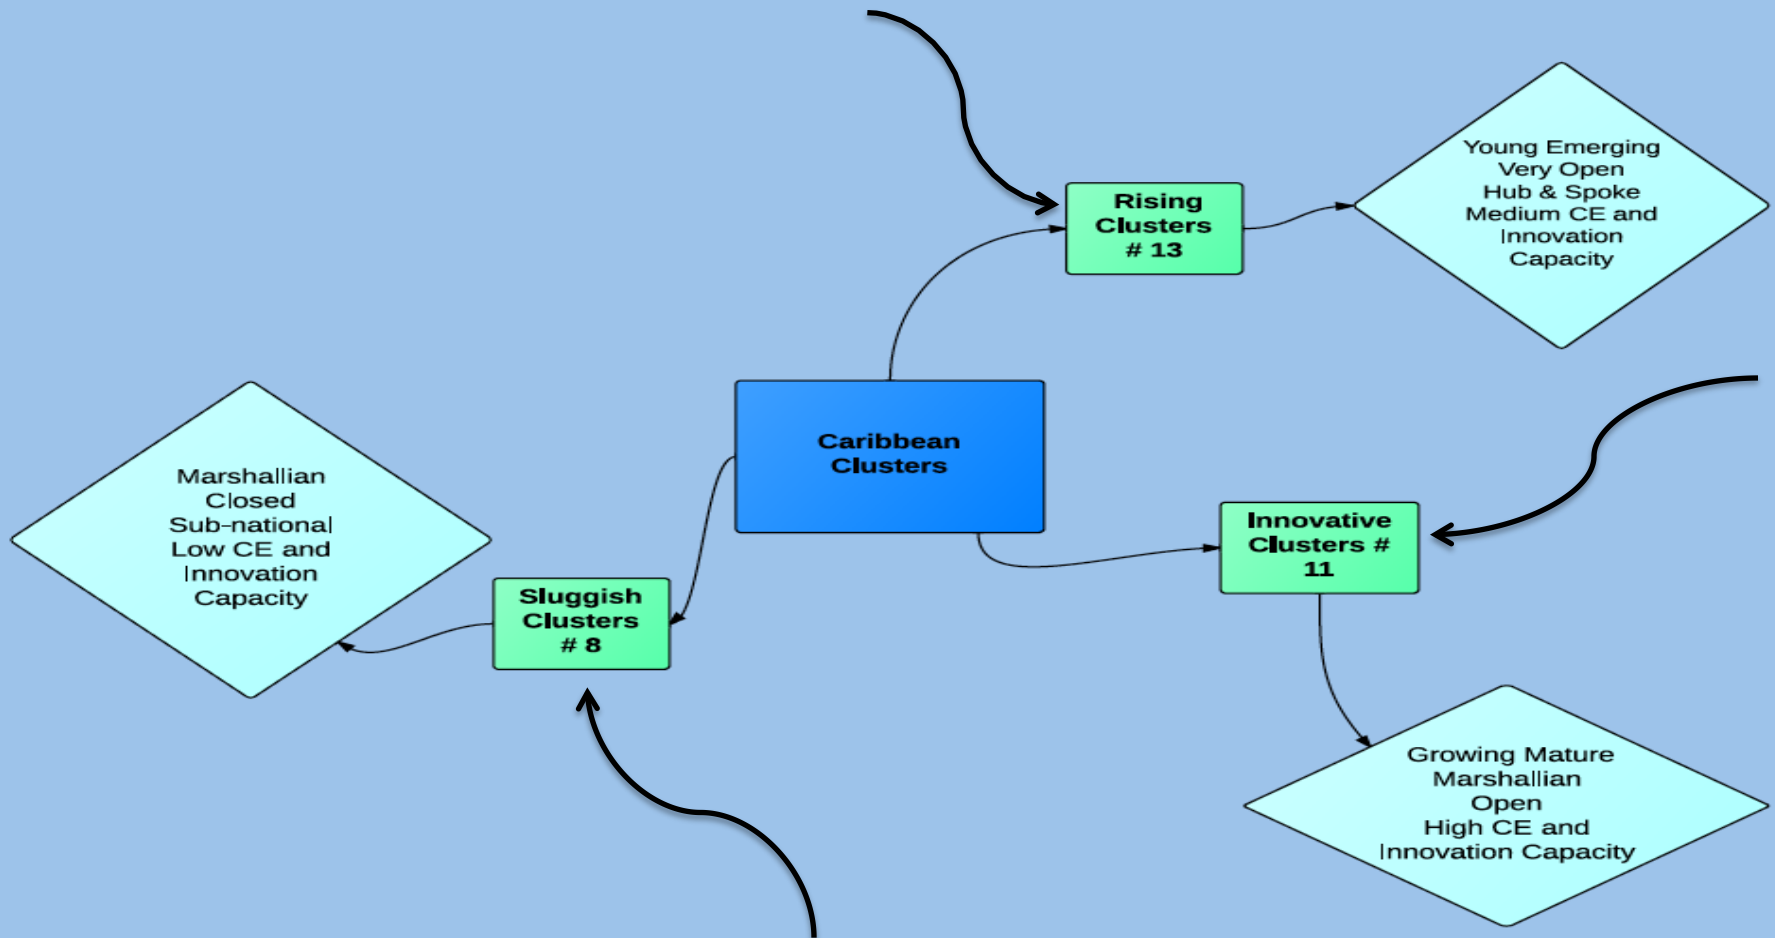 Rising
Clusters
# 13
Young Emerging
Very Open
Hub & Spoke
Medium CE and
Innovation
Capacity
Caribbean
Clusters
Marshallian
Closed
Sub-national
Low CE and
Innovation
Capacity
Sluggish
Clusters
# 8
Innovative
Clusters #
11
Growing Mature
Marshallian
Open
High CE and
Innovation Capacity